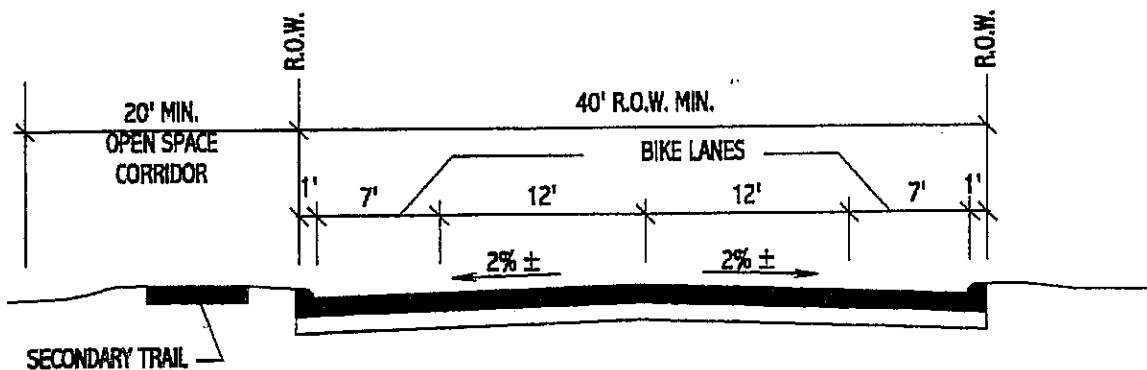 R.O.W.
R.O.W.
20' MIN.
OPEN SPACE
CORRIDOR
40' R.O.W. MIN.
BIKE LANES
1'
7'
12'
12'
7'
1'
2% ±
2% ±
SECONDARY TRAIL